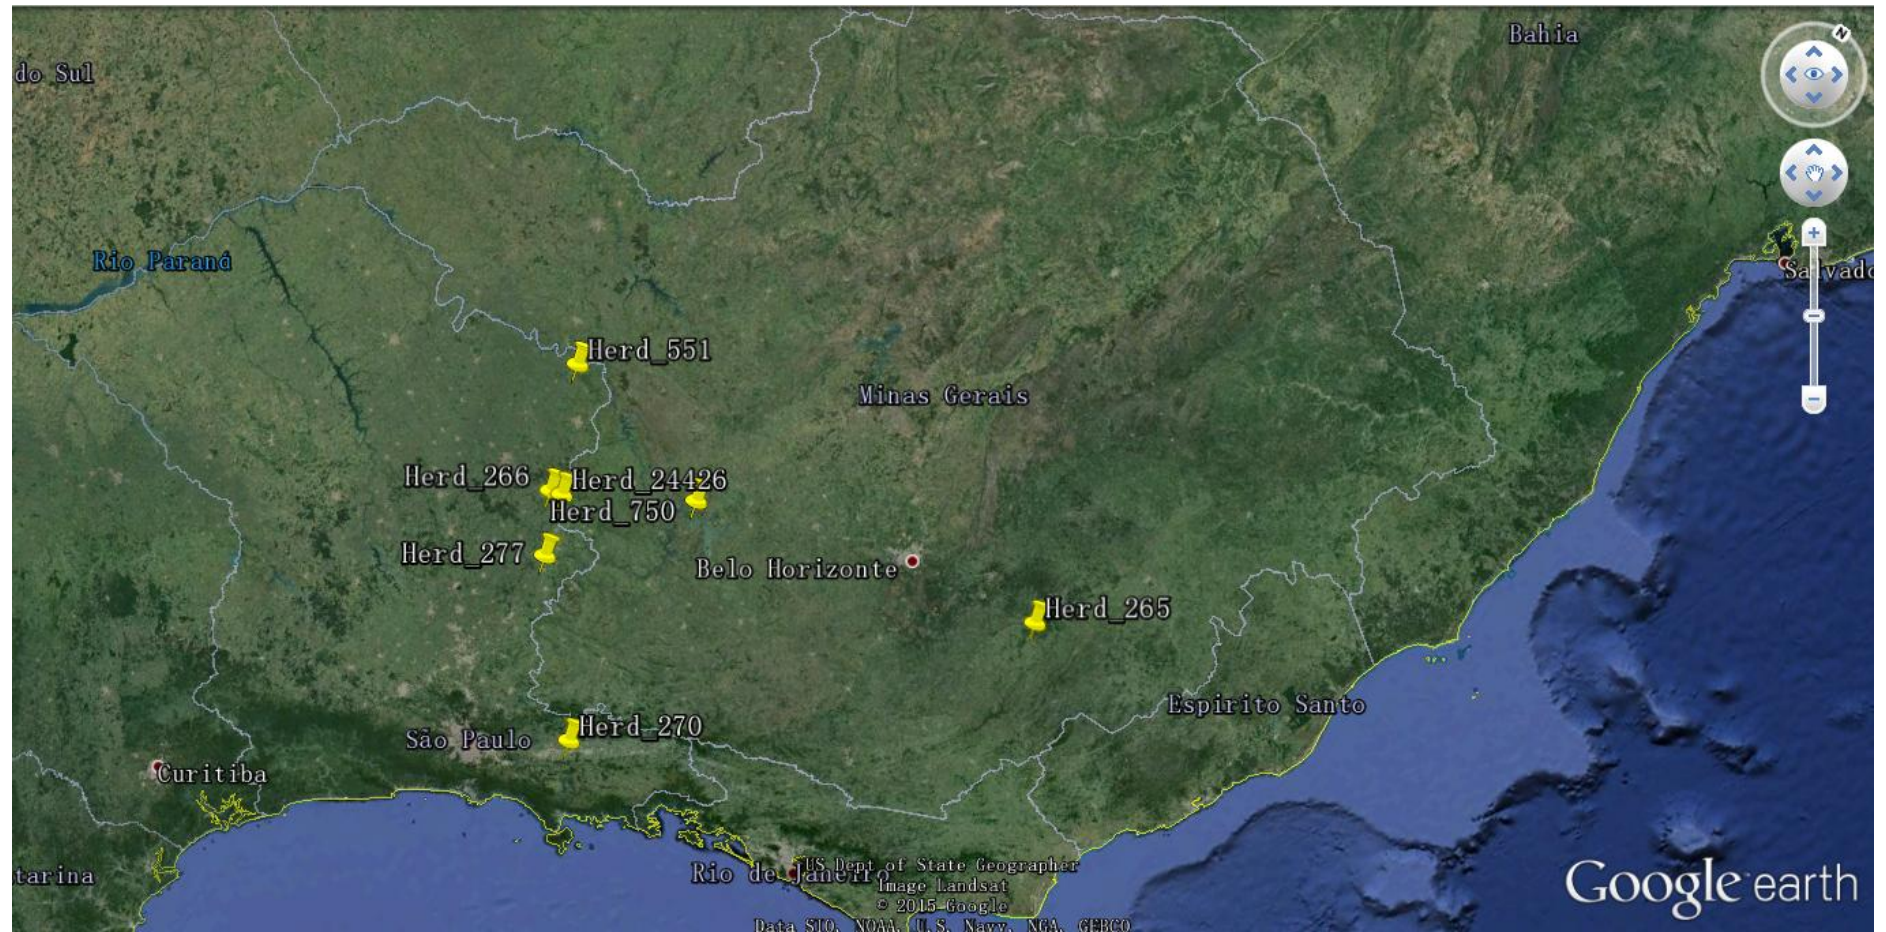 Bahia
N
do Sul
Rio Paraná
Salvado
Herd_551
Minas Gerais
Herd_266
Herd_24426
Herd_750
Herd_277
Belo Horizonte
Herd_265
Espirito Santo
Herd_270
São Paulo
Curitiba
US Dept of State Geographer
Rio de Janeiro
Image Landsat
© 2015 Google
tarina
Google earth
Data SIO, NOAA, U.S. Navy, NGA, GEBCO